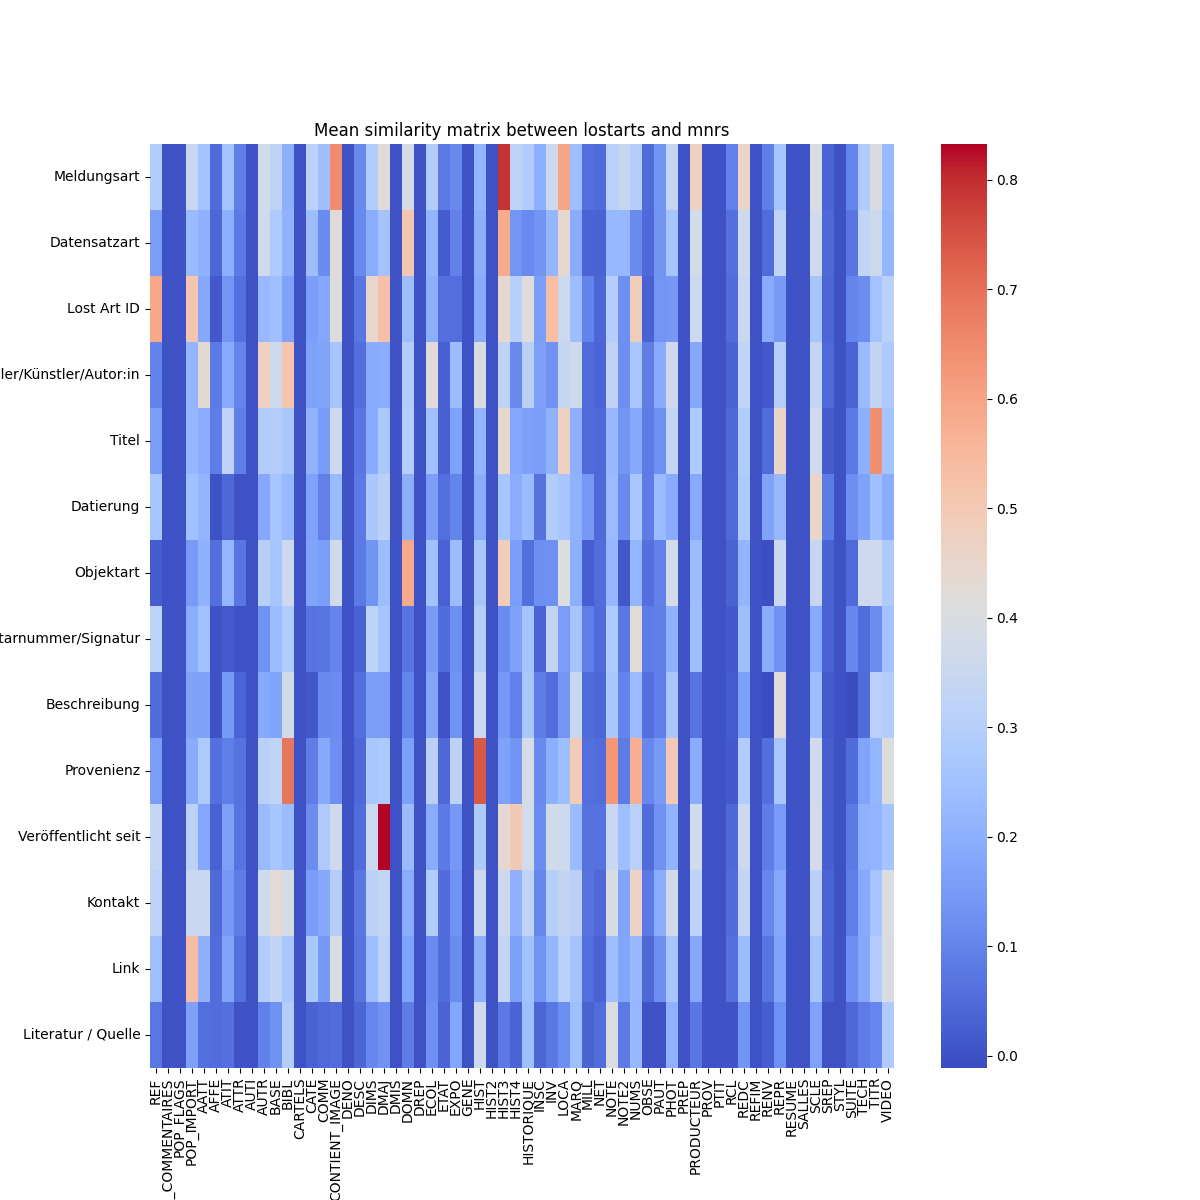 Mean similarity matrix between lostarts and mnrs
Meldungsart
Datensatzart
Lost Art ID
ler/Künstler/Autor:in
Titel
Datierung
Objektart
tarnummer/Signatur
Beschreibung
Provenienz
Veröffentlicht seit
Kontakt
Link
Literatur / Quelle
0.8
0.7
0.6
0.5
0.4
0.3
0.2
0.1
0.0
REF
_COMMENTAIRES
POP_FLAGS
POP_IMPORT
AATT
AFFE
ATIT
ATTR
AUTI
AUTR
BASE
BIBL
CARTELS
CATE
COMM
CONTIENT_IMAGE
DENO
DESC
DIMS
DMAJ
DMIS
DOMN
DREP
ECOL
ETAT
EXPO
GENE
HIST
HIST2
HIST3
HIST4
HISTORIQUE
INSC
INV
LOCA
MARQ
MILL
NET
NOTE
NOTE2
NUMS
OBSE
PAUT
PHOT
PREP
PRODUCTEUR
PROV
PTIT
RCL
REDC
REFIM
RENV
REPR
RESUME
SALLES
SCLE
SREP
STYL
SUITE
TECH
TITR
VIDEO